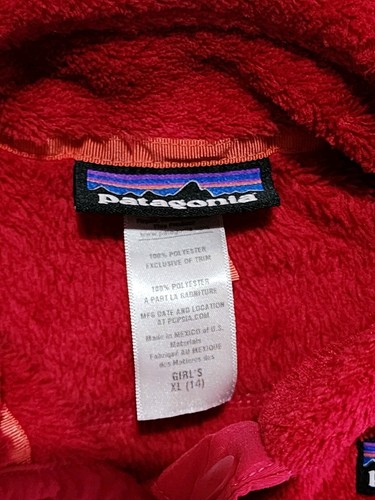 patagonia
100% POLYESTER
EXCLUSIVE OF TRIM
100% POLYESTER
A PART LA GARNITURE
MFG DATE AND LOCATION
AT PCPSIA.COM
Made in MEXICO of U.S.
Materials
Fabriqué AU MEXIQUE
des Matières des
GIRL'S
XL (14)